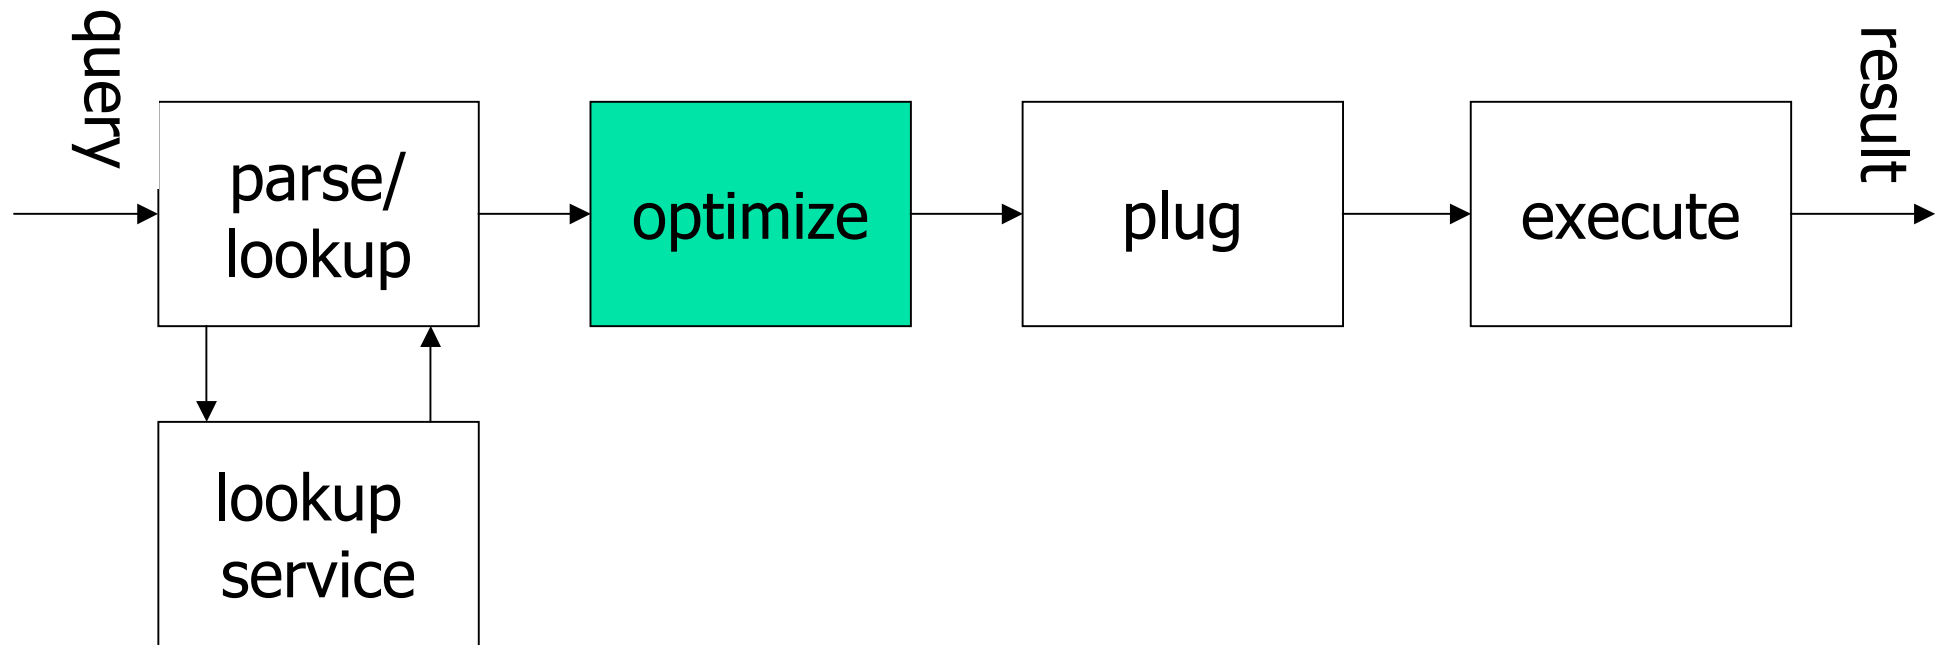 query
parse/
lookup
optimize
plug
execute
result
lookup
service